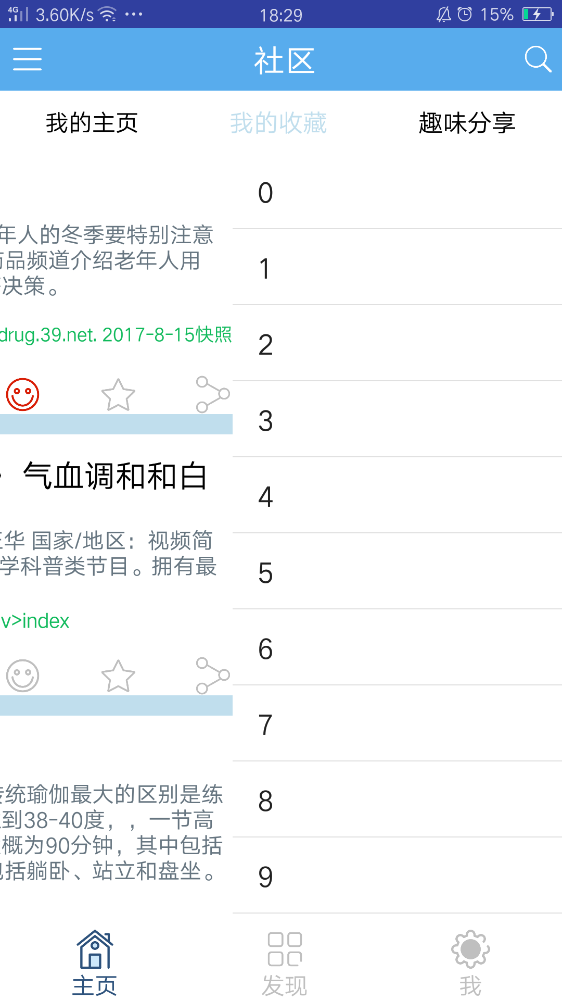 4G 3.60K/s ... 18:29 15%
社区
我的主页 我的收藏 趣味分享
年人的冬季要特别注意
品频道介绍老年人用
决策。
drug.39.net. 2017-8-15快照
气血调和和白
华 国家/地区：视频简
学科普类节目。拥有最
v>index
统瑜伽最大的区别是练
到38-40度，，一节高
概为90分钟，其中包括
括躺卧、站立和盘坐。
0
1
2
3
4
5
6
7
8
9
主页 发现 我